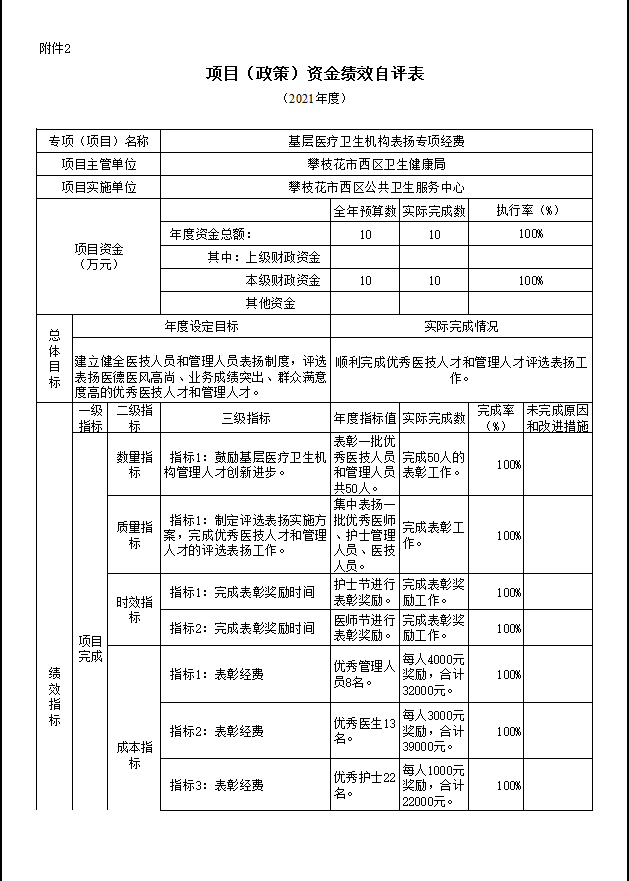 附件2
项目（政策）资金绩效自评表
（2021年度）
专项（项目）名称
基层医疗卫生机构表扬专项经费
项目主管单位
攀枝花市西区卫生健康局
项目实施单位
攀枝花市西区公共卫生服务中心
项目资金
（万元）
全年预算数
实际完成数
执行率（%）
年度资金总额：
10
10
100%
其中：上级财政资金
本级财政资金
10
10
100%
其他资金
总
体
目
标
年度设定目标
实际完成情况
建立健全医技人员和管理人员表扬制度，评选
表扬医德医风高尚、业务成绩突出、群众满意
度高的优秀医技人才和管理人才。
顺利完成优秀医技人才和管理人才评选表扬工
作。
绩
效
指
标
一级
指标
二级指
标
三级指标
年度指标值
实际完成数
完成率
（%）
未完成原因
和改进措施
项目
完成
数量指
标
指标1：鼓励基层医疗卫生机
构管理人才创新进步。
表彰一批优
秀医技人员
和管理人员
共50人。
完成50人的
表彰工作。
100%
质量指
标
指标1：制定评选表扬实施方
案，完成优秀医技人才和管理
人才的评选表扬工作。
集中表扬一
批优秀医师
、护士管理
人员、医技
人员。
完成表彰工
作。
100%
时效指
标
指标1：完成表彰奖励时间
护士节进行
表彰奖励。
完成表彰奖
励工作。
100%
指标2：完成表彰奖励时间
医师节进行
表彰奖励。
完成表彰奖
励工作。
100%
成本指
标
指标1：表彰经费
优秀管理人
员8名。
每人4000元
奖励，合计
32000元。
100%
指标2：表彰经费
优秀医生13
名。
每人3000元
奖励，合计
39000元。
100%
指标3：表彰经费
优秀护士22
名。
每人1000元
奖励，合计
22000元。
100%